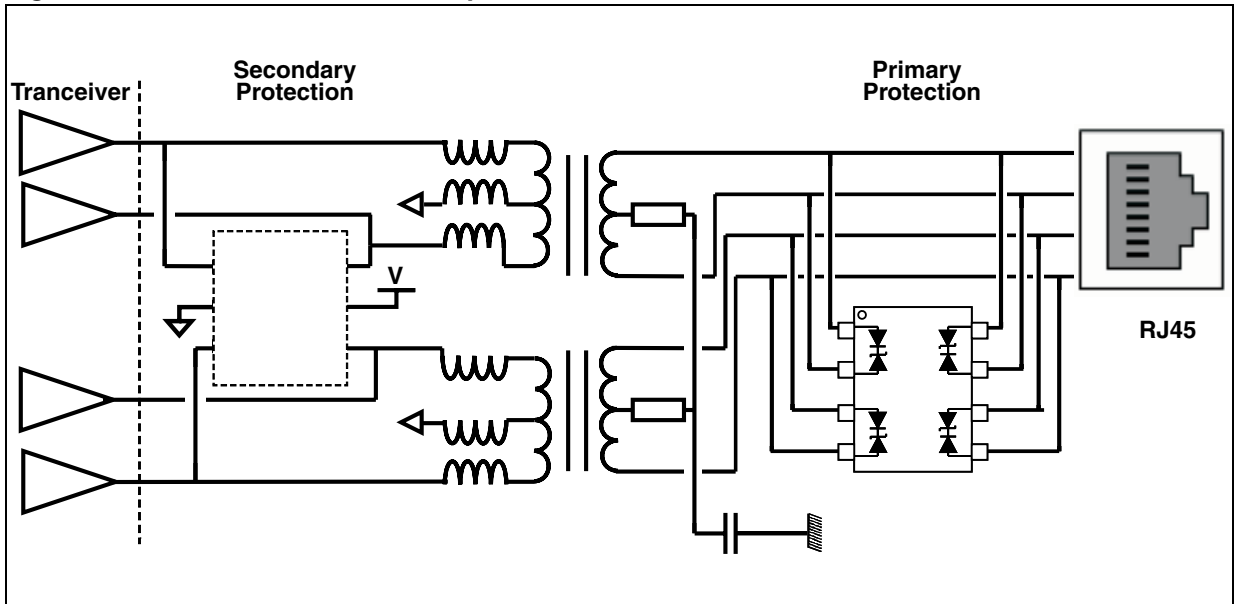 Tranceiver
Secondary
Protection
Primary
Protection
V
RJ45